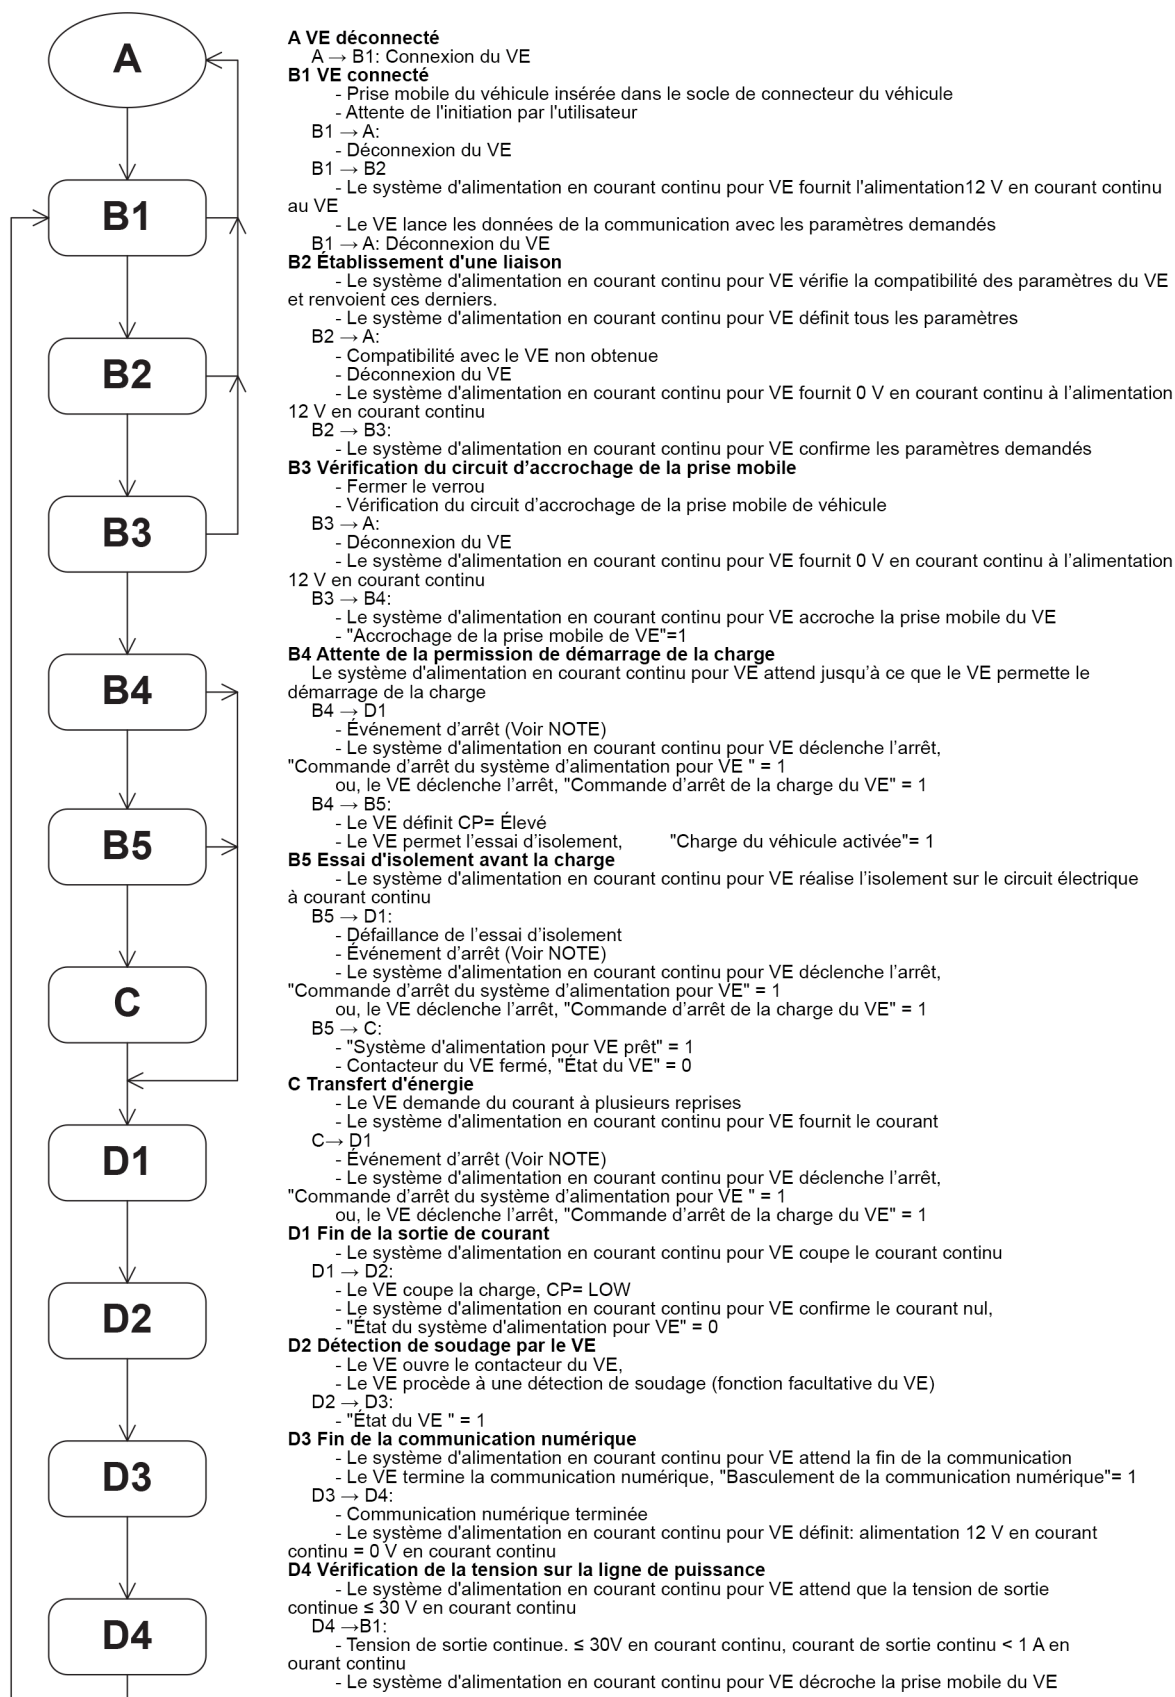 A
B1
B2
B3
B4
B5
C
D1
D2
D3
D4
A VE déconnecté
A → B1: Connexion du VE
B1 VE connecté
- Prise mobile du véhicule insérée dans le socle de connecteur du véhicule
- Attente de l'initiation par l'utilisateur
B1 → A:
- Déconnexion du VE
B1 → B2
- Le système d'alimentation en courant continu pour VE fournit l'alimentation12 V en courant continu
au VE
- Le VE lance les données de la communication avec les paramètres demandés
B1 → A: Déconnexion du VE
B2 Établissement d'une liaison
- Le système d'alimentation en courant continu pour VE vérifie la compatibilité des paramètres du VE
et renvoient ces derniers.
- Le système d'alimentation en courant continu pour VE définit tous les paramètres
B2 → A:
- Compatibilité avec le VE non obtenue
- Déconnexion du VE
- Le système d'alimentation en courant continu pour VE fournit 0 V en courant continu à l’alimentation
12 V en courant continu
B2 → B3:
- Le système d'alimentation en courant continu pour VE confirme les paramètres demandés
B3 Vérification du circuit d’accrochage de la prise mobile
- Fermer le verrou
- Vérification du circuit d’accrochage de la prise mobile de véhicule
B3 → A:
- Déconnexion du VE
- Le système d'alimentation en courant continu pour VE fournit 0 V en courant continu à l’alimentation
12 V en courant continu
B3 → B4:
- Le système d'alimentation en courant continu pour VE accroche la prise mobile du VE
- "Accrochage de la prise mobile de VE"=1
B4 Attente de la permission de démarrage de la charge
Le système d'alimentation en courant continu pour VE attend jusqu’à ce que le VE permette le
démarrage de la charge
B4 → D1
- Événement d’arrêt (Voir NOTE)
- Le système d'alimentation en courant continu pour VE déclenche l’arrêt,
"Commande d’arrêt du système d’alimentation pour VE " = 1
ou, le VE déclenche l’arrêt, "Commande d’arrêt de la charge du VE" = 1
B4 → B5:
- Le VE définit CP= Élevé
- Le VE permet l’essai d’isolement, "Charge du véhicule activée"= 1
B5 Essai d'isolement avant la charge
- Le système d'alimentation en courant continu pour VE réalise l’isolement sur le circuit électrique
à courant continu
B5 → D1:
- Défaillance de l’essai d’isolement
- Événement d’arrêt (Voir NOTE)
- Le système d'alimentation en courant continu pour VE déclenche l’arrêt,
"Commande d’arrêt du système d’alimentation pour VE" = 1
ou, le VE déclenche l’arrêt, "Commande d’arrêt de la charge du VE" = 1
B5 → C:
- "Système d'alimentation pour VE prêt" = 1
- Contacteur du VE fermé, "État du VE" = 0
C Transfert d'énergie
- Le VE demande du courant à plusieurs reprises
- Le système d'alimentation en courant continu pour VE fournit le courant
C→ D1
- Événement d’arrêt (Voir NOTE)
- Le système d'alimentation en courant continu pour VE déclenche l’arrêt,
"Commande d’arrêt du système d’alimentation pour VE " = 1
ou, le VE déclenche l’arrêt, "Commande d’arrêt de la charge du VE" = 1
D1 Fin de la sortie de courant
- Le système d'alimentation en courant continu pour VE coupe le courant continu
D1 → D2:
- Le VE coupe la charge, CP= LOW
- Le système d'alimentation en courant continu pour VE confirme le courant nul,
- "État du système d'alimentation pour VE" = 0
D2 Détection de soudage par le VE
- Le VE ouvre le contacteur du VE,
- Le VE procède à une détection de soudage (fonction facultative du VE)
D2 → D3:
- "État du VE " = 1
D3 Fin de la communication numérique
- Le système d'alimentation en courant continu pour VE attend la fin de la communication
- Le VE termine la communication numérique, "Basculement de la communication numérique"= 1
D3 → D4:
- Communication numérique terminée
- Le système d'alimentation en courant continu pour VE définit: alimentation 12 V en courant
continu = 0 V en courant continu
D4 Vérification de la tension sur la ligne de puissance
- Le système d'alimentation en courant continu pour VE attend que la tension de sortie
continue ≤ 30 V en courant continu
D4 →B1:
- Tension de sortie continue. ≤ 30V en courant continu, courant de sortie continu < 1 A en
ourant continu
- Le système d'alimentation en courant continu pour VE décroche la prise mobile du VE